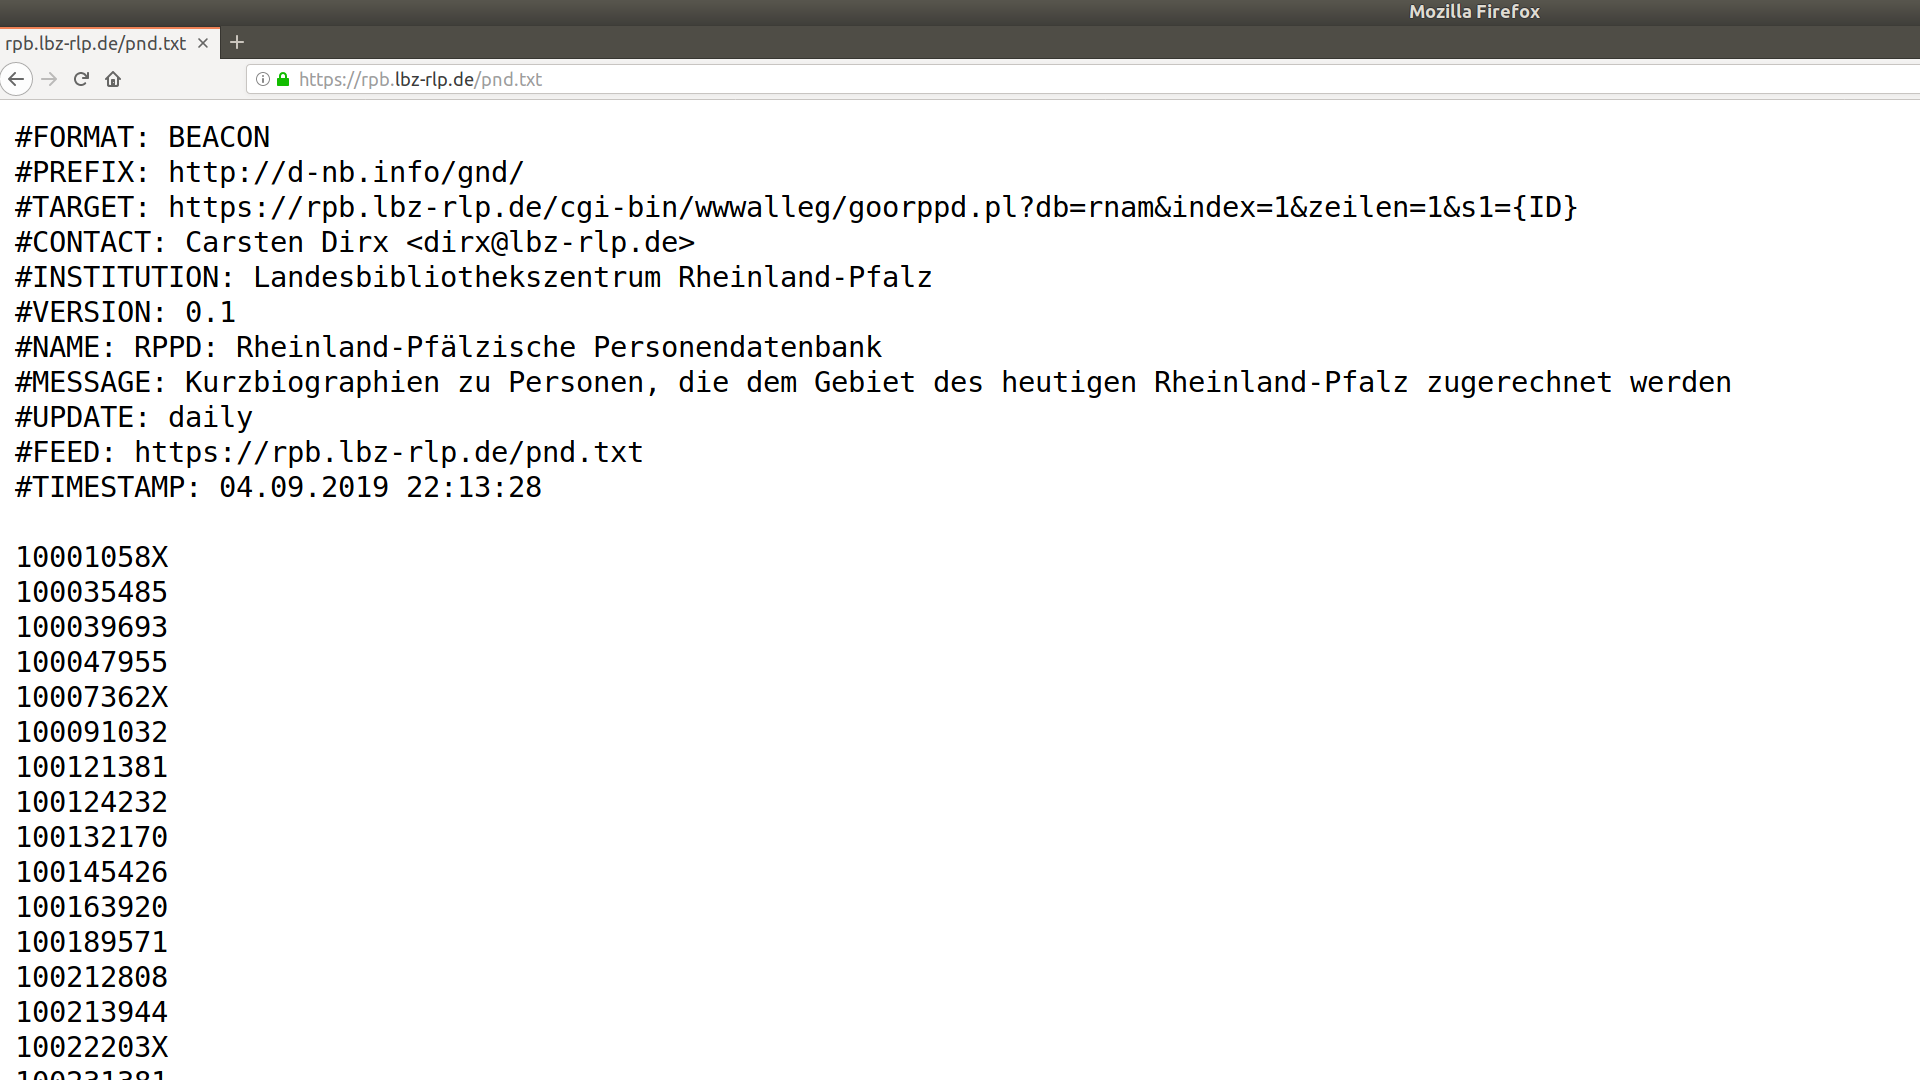 Mozilla Firefox
rpb.lbz-rlp.de/pnd.txt
https://rpb.lbz-rlp.de/pnd.txt
#FORMAT: BEACON
#PREFIX: http://d-nb.info/gnd/
#TARGET: https://rpb.lbz-rlp.de/cgi-bin/wwwalleg/goorppd.pl?db=rnam&index=1&zeilen=1&s1={ID}
#CONTACT: Carsten Dirx <dirx@lbz-rlp.de>
#INSTITUTION: Landesbibliothekszentrum Rheinland-Pfalz
#VERSION: 0.1
#NAME: RPPD: Rheinland-Pfälzische Personendatenbank
#MESSAGE: Kurzbiographien zu Personen, die dem Gebiet des heutigen Rheinland-Pfalz zugerechnet werden
#UPDATE: daily
#FEED: https://rpb.lbz-rlp.de/pnd.txt
#TIMESTAMP: 04.09.2019 22:13:28
10001058X
100035485
100039693
100047955
10007362X
100091032
100121381
100124232
100132170
100145426
100163920
100189571
100212808
100213944
10022203X
100231381